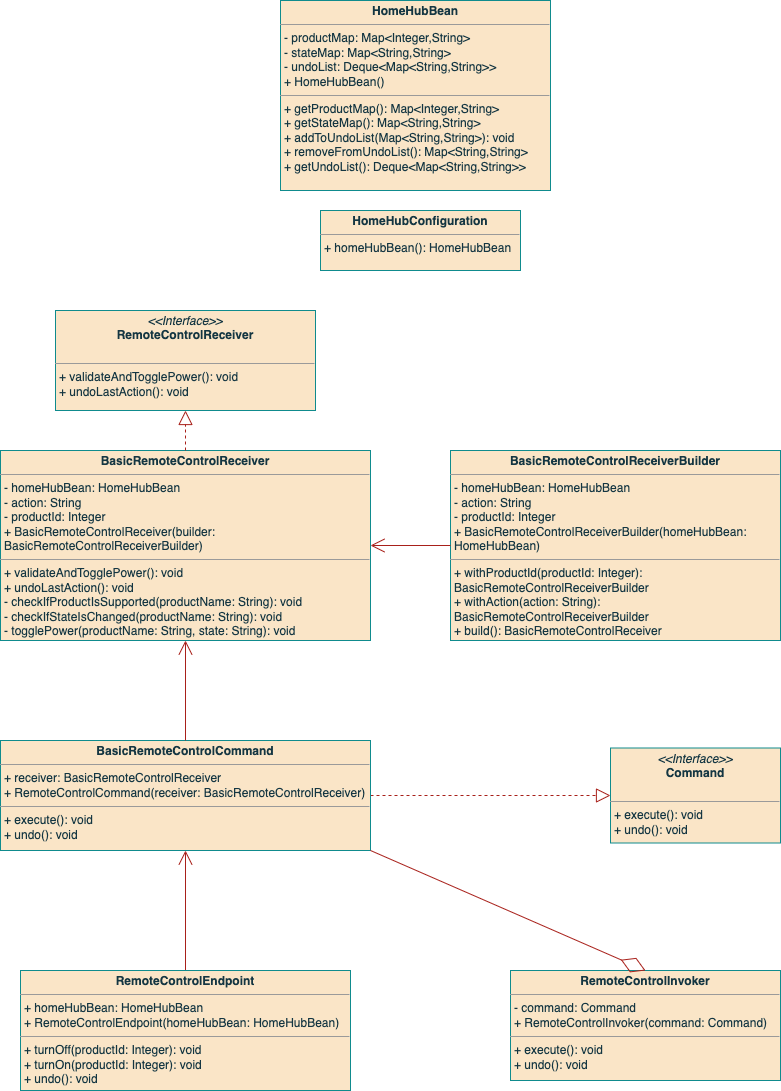 HomeHubBean
- productMap: Map<Integer,String>
- stateMap: Map<String,String>
- undoList: Deque<Map<String,String>>
+ HomeHubBean()
+ getProductMap(): Map<Integer,String>
+ getStateMap(): Map<String,String>
+ addToUndoList(Map<String,String>): void
+ removeFromUndoList(): Map<String,String>
+ getUndoList(): Deque<Map<String,String>>
HomeHubConfiguration
+ homeHubBean(): HomeHubBean
<<Interface>>
RemoteControlReceiver
+ validateAndTogglePower(): void
+ undoLastAction(): void
BasicRemoteControlReceiver
- homeHubBean: HomeHubBean
- action: String
- productId: Integer
+ BasicRemoteControlReceiver(builder:
BasicRemoteControlReceiverBuilder)
+ validateAndTogglePower(): void
+ undoLastAction(): void
- checkIfProductIsSupported(productName: String): void
- checkIfStateIsChanged(productName: String): void
- togglePower(productName: String, state: String): void
BasicRemoteControlReceiverBuilder
- homeHubBean: HomeHubBean
- action: String
- productId: Integer
+ BasicRemoteControlReceiverBuilder(homeHubBean:
HomeHubBean)
+ withProductId(productId: Integer):
BasicRemoteControlReceiverBuilder
+ withAction(action: String):
BasicRemoteControlReceiverBuilder
+ build(): BasicRemoteControlReceiver
BasicRemoteControlCommand
+ receiver: BasicRemoteControlReceiver
+ RemoteControlCommand(receiver: BasicRemoteControlReceiver)
+ execute(): void
+ undo(): void
<<Interface>>
Command
+ execute(): void
+ undo(): void
RemoteControlEndpoint
+ homeHubBean: HomeHubBean
+ RemoteControlEndpoint(homeHubBean: HomeHubBean)
+ turnOff(productId: Integer): void
+ turnOn(productId: Integer): void
+ undo(): void
RemoteControlInvoker
- command: Command
+ RemoteControlInvoker(command: Command)
+ execute(): void
+ undo(): void